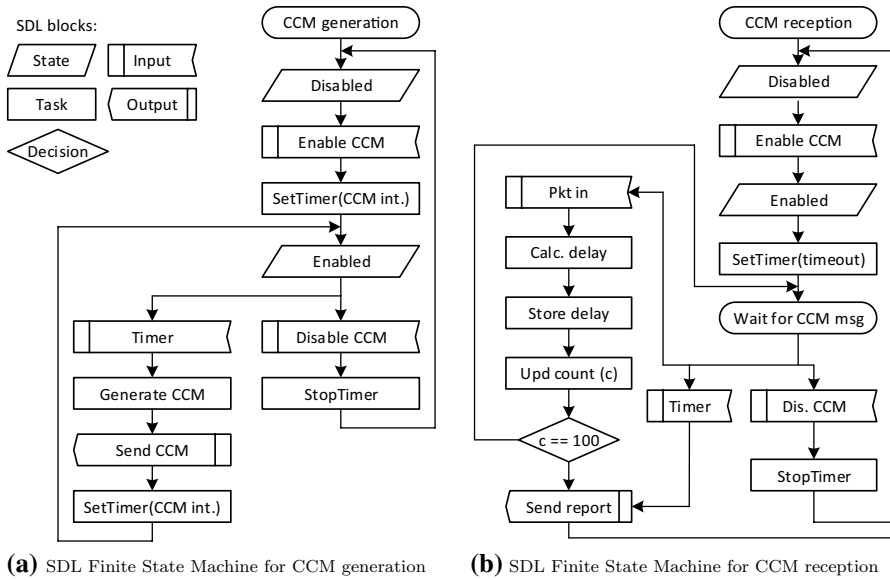 SDL blocks:
State
Input
Task
Output
Decision
CCM generation
Disabled
Enable CCM
SetTimer(CCM int.)
Enabled
Timer
Disable CCM
Generate CCM
StopTimer
Send CCM
SetTimer(CCM int.)
(a) SDL Finite State Machine for CCM generation
CCM reception
Disabled
Enable CCM
Enabled
SetTimer(timeout)
Wait for CCM msg
Pkt in
Calc. delay
Store delay
Upd count (c)
c == 100
Send report
Timer
Dis. CCM
StopTimer
(b) SDL Finite State Machine for CCM reception